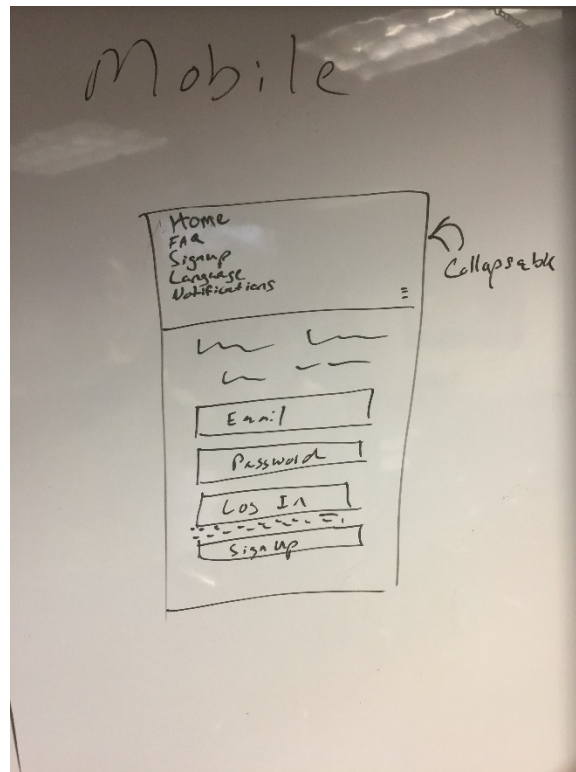 Mobile
Home
FAQ
Signup
Language
Notifications
Collapsable
Email
Password
Log In
Sign Up